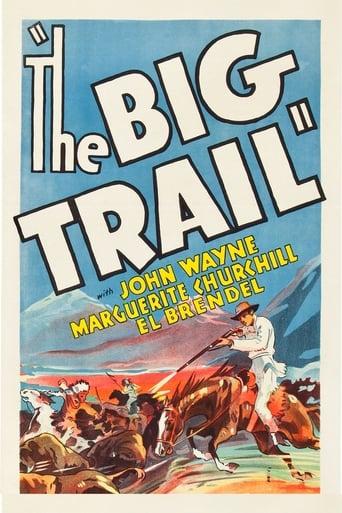 "The
BIG
TRAIL"
with JOHN WAYNE
MARGUERITE CHURCHILL
EL BRENDEL